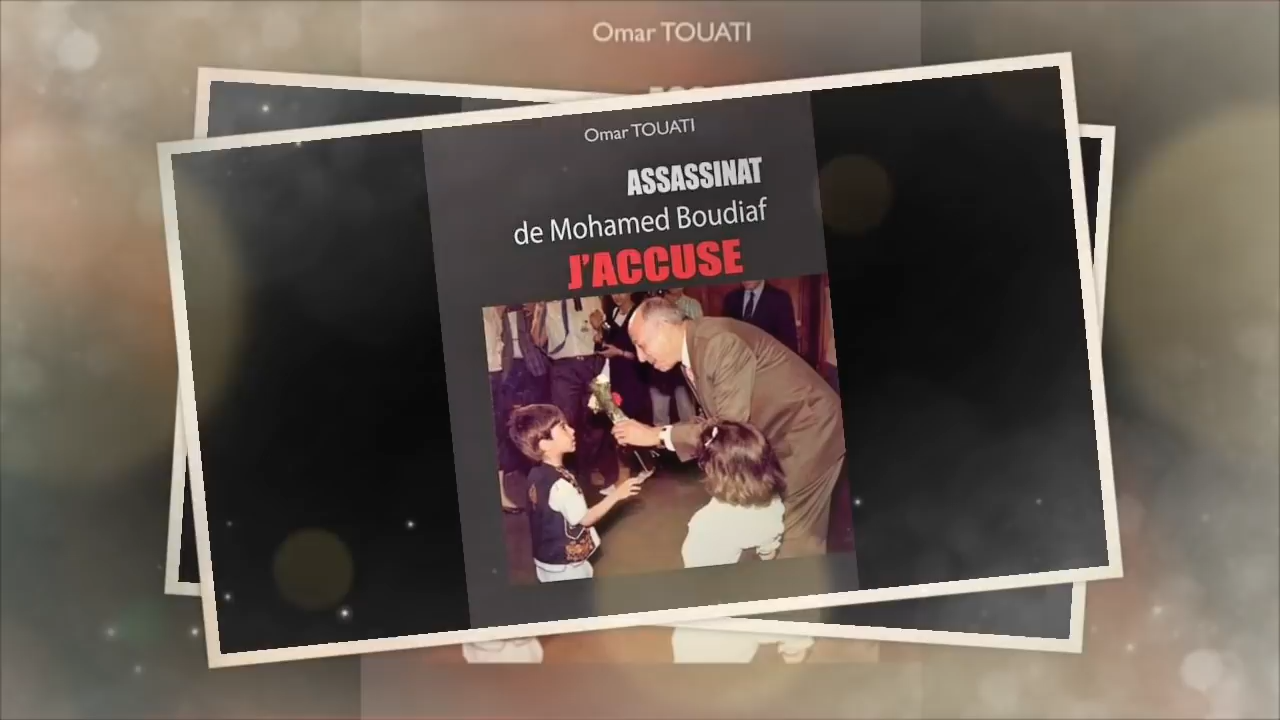 Omar TOUATI
Omar TOUATI
ASSASSINAT
de Mohamed Boudiaf
J'ACCUSE